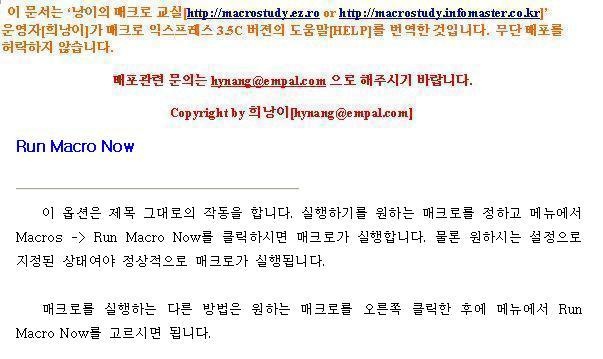 이 문서는 '낭이의 매크로 교실[http://macrostudy.ez.ro or http://macrostudy.infomaster.co.kr]'
운영자[희낭이]가 매크로 익스프레스 3.5C 버젼의 도움말[HELP]를 번역한 것입니다. 무단 배포를
허락하지 않습니다.
배포관련 문의는 hynang@empal.com 으로 해주시기 바랍니다.
Copyright by 희낭이[hynang@empal.com]
Run Macro Now
이 옵션은 제목 그대로의 작동을 합니다. 실행하기를 원하는 매크로를 정하고 메뉴에서
Macros -> Run Macro Now를 클릭하시면 매크로가 실행합니다. 물론 원하시는 설정으로
지정된 상태여야 정상적으로 매크로가 실행됩니다.
매크로를 실행하는 다른 방법은 원하는 매크로를 오른쪽 클릭한 후에 메뉴에서 Run
Macro Now를 고르시면 됩니다.